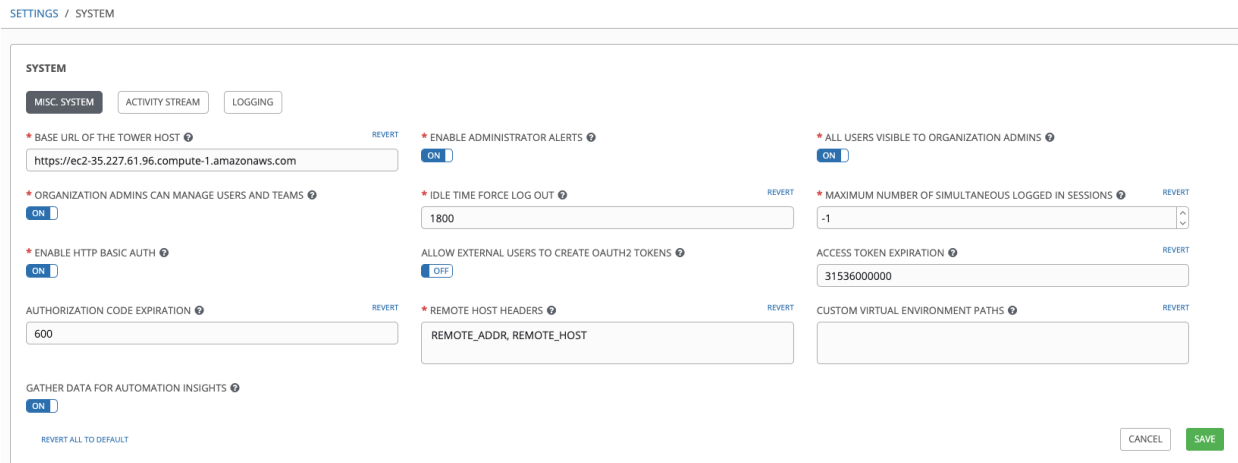 SETTINGS / SYSTEM
SYSTEM
MISC. SYSTEM ACTIVITY STREAM LOGGING
* BASE URL OF THE TOWER HOST REVERT * ENABLE ADMINISTRATOR ALERTS * ALL USERS VISIBLE TO ORGANIZATION ADMINS
https://ec2-35.227.61.96.compute-1.amazonaws.com ON ON
* ORGANIZATION ADMINS CAN MANAGE USERS AND TEAMS * IDLE TIME FORCE LOG OUT REVERT * MAXIMUM NUMBER OF SIMULTANEOUS LOGGED IN SESSIONS REVERT
ON 1800 -1
* ENABLE HTTP BASIC AUTH ALLOW EXTERNAL USERS TO CREATE OAUTH2 TOKENS ACCESS TOKEN EXPIRATION REVERT
ON OFF 31536000000
AUTHORIZATION CODE EXPIRATION REVERT * REMOTE HOST HEADERS REVERT CUSTOM VIRTUAL ENVIRONMENT PATHS REVERT
600 REMOTE_ADDR, REMOTE_HOST
GATHER DATA FOR AUTOMATION INSIGHTS
ON
REVERT ALL TO DEFAULT CANCEL SAVE